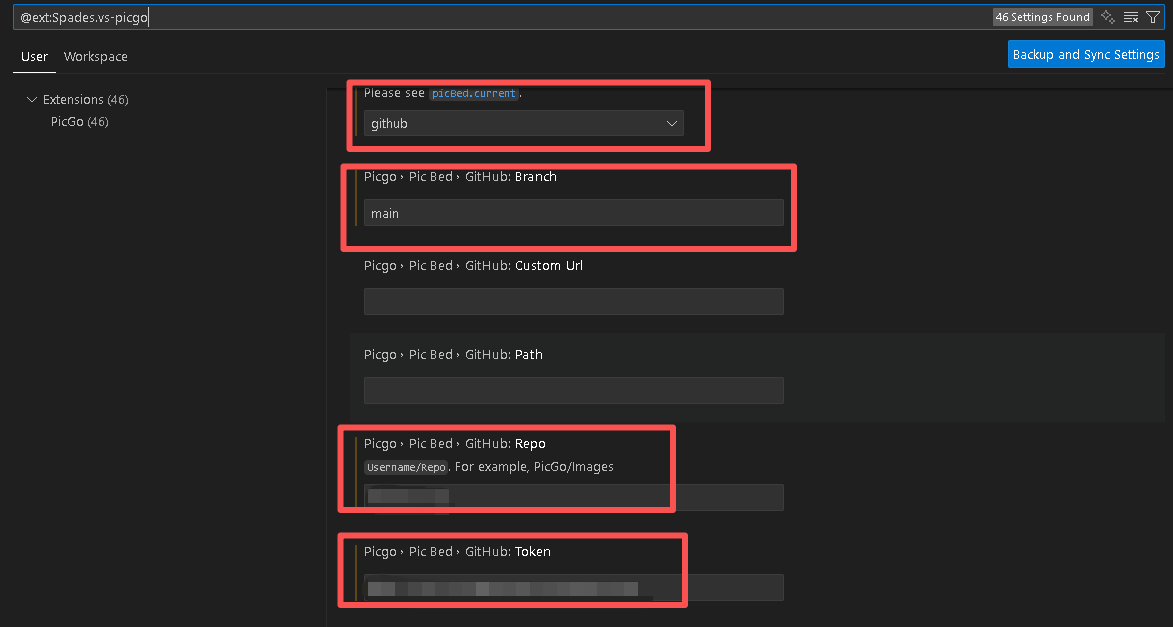 @ext:Spades.vs-picgo
46 Settings Found
User Workspace
Backup and Sync Settings
Extensions (46)
PicGo (46)
Please see picBed.current.
github
Picgo › Pic Bed › GitHub: Branch
main
Picgo › Pic Bed › GitHub: Custom Url
Picgo › Pic Bed › GitHub: Path
Picgo › Pic Bed › GitHub: Repo
Username/Repo. For example, PicGo/Images
Picgo › Pic Bed › GitHub: Token